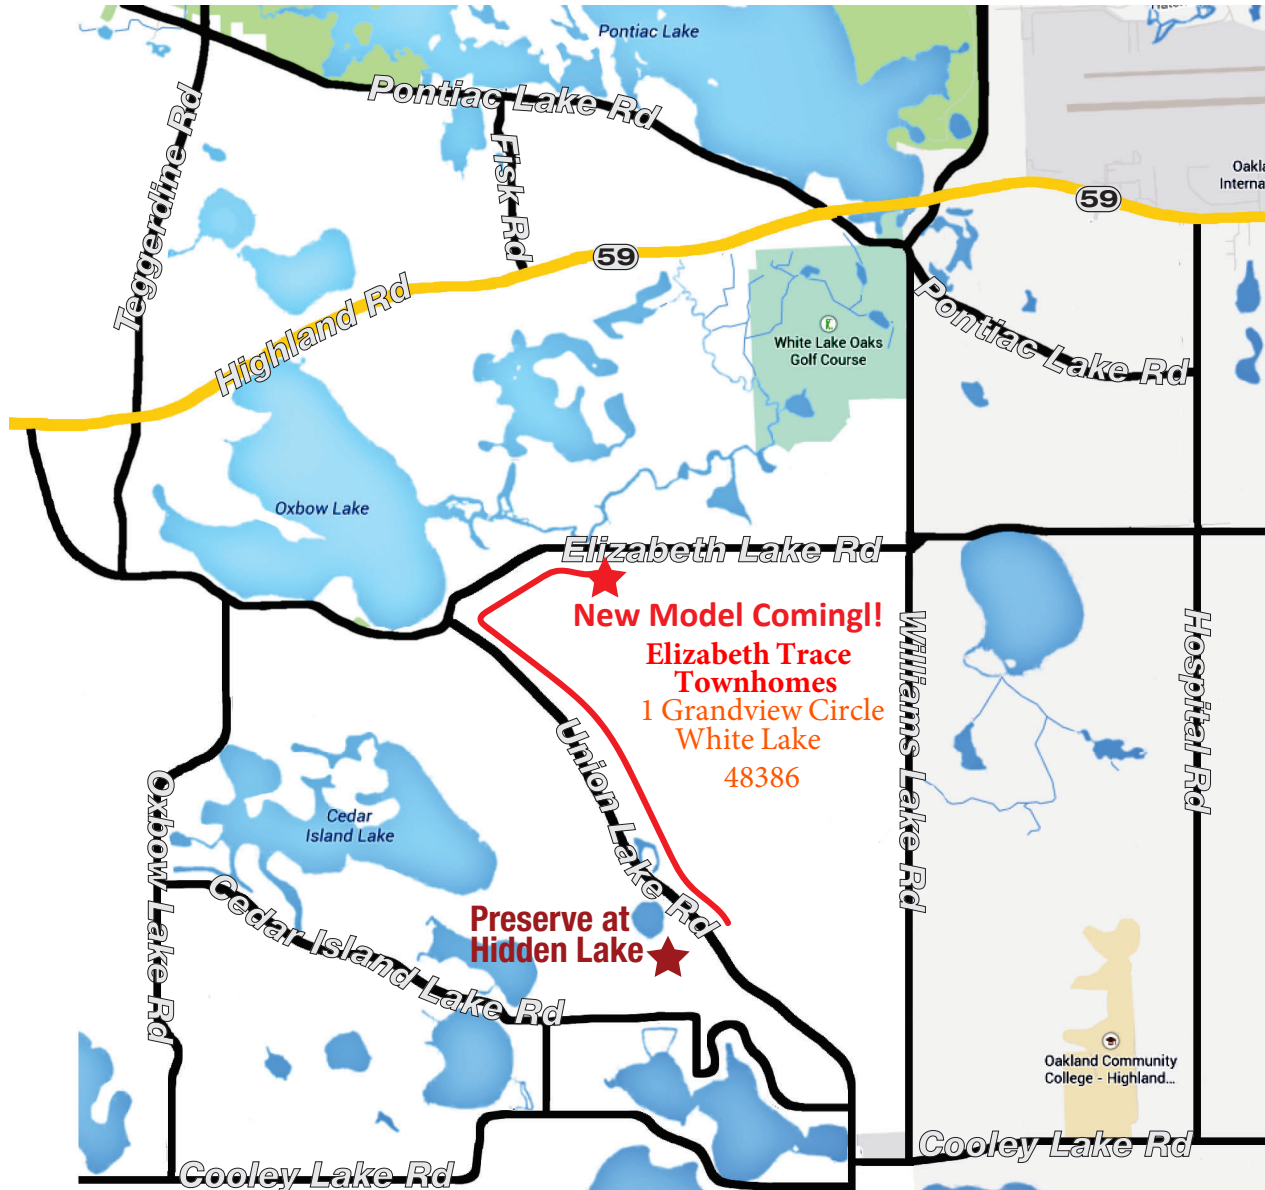 Pontiac Lake
Pontiac Lake Rd
Teggerdine Rd
Fisk Rd
59
59
Highland Rd
Pontiac Lake Rd
White Lake Oaks
Golf Course
Oxbow Lake
Elizabeth Lake Rd
New Model Comingl!
Elizabeth Trace
Townhomes
1 Grandview Circle
White Lake
48386
Williams Lake Rd
Hospital Rd
Union Lake Rd
Oxbow Lake Rd
Cedar
Island Lake
Cedar Island Lake Rd
Preserve at
Hidden Lake
Oakland Community
College - Highland...
Cooley Lake Rd
Cooley Lake Rd